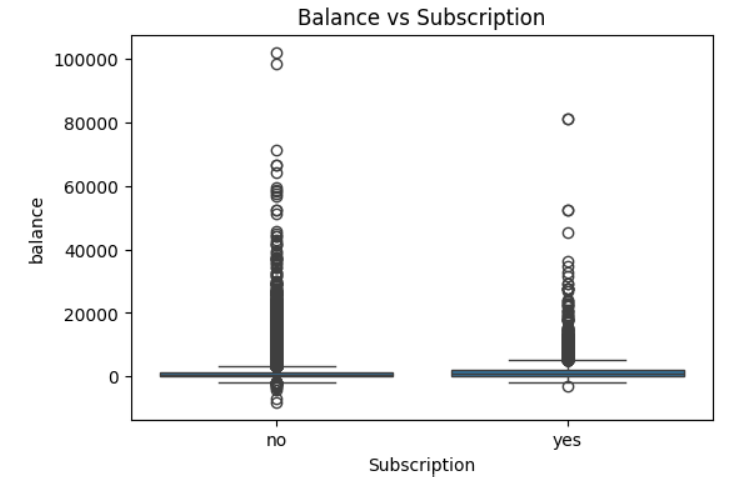 Balance vs Subscription
100000
80000
60000
40000
20000
0
balance
no yes
Subscription